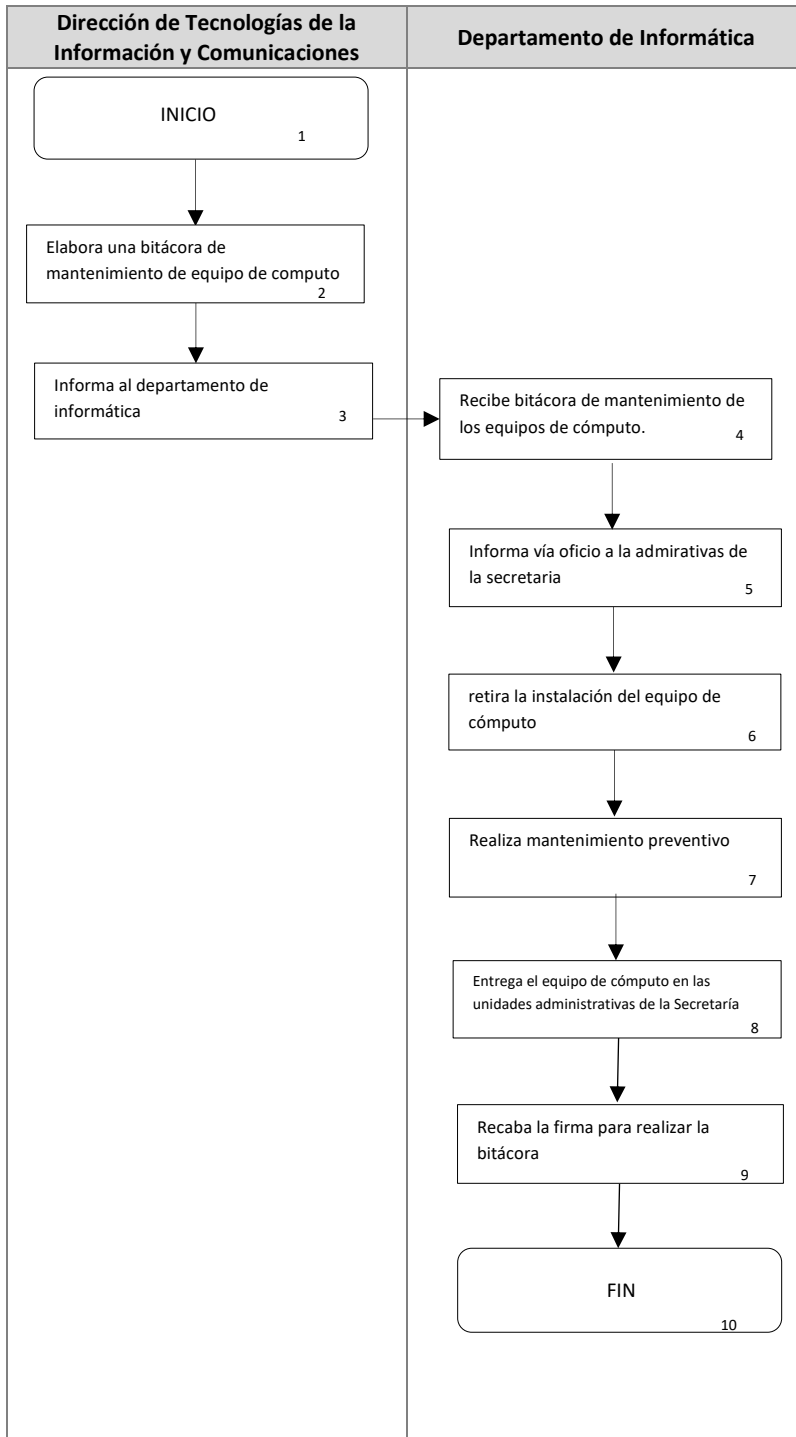 Dirección de Tecnologías de la
Información y Comunicaciones
Departamento de Informática
INICIO
1
Elabora una bitácora de
mantenimiento de equipo de computo
2
Informa al departamento de
informática
3
Recibe bitácora de mantenimiento de
los equipos de cómputo.
4
Informa vía oficio a la admirativas de
la secretaria
5
retira la instalación del equipo de
cómputo
6
Realiza mantenimiento preventivo
7
Entrega el equipo de cómputo en las
unidades administrativas de la Secretaría
8
Recaba la firma para realizar la
bitácora
9
FIN
10